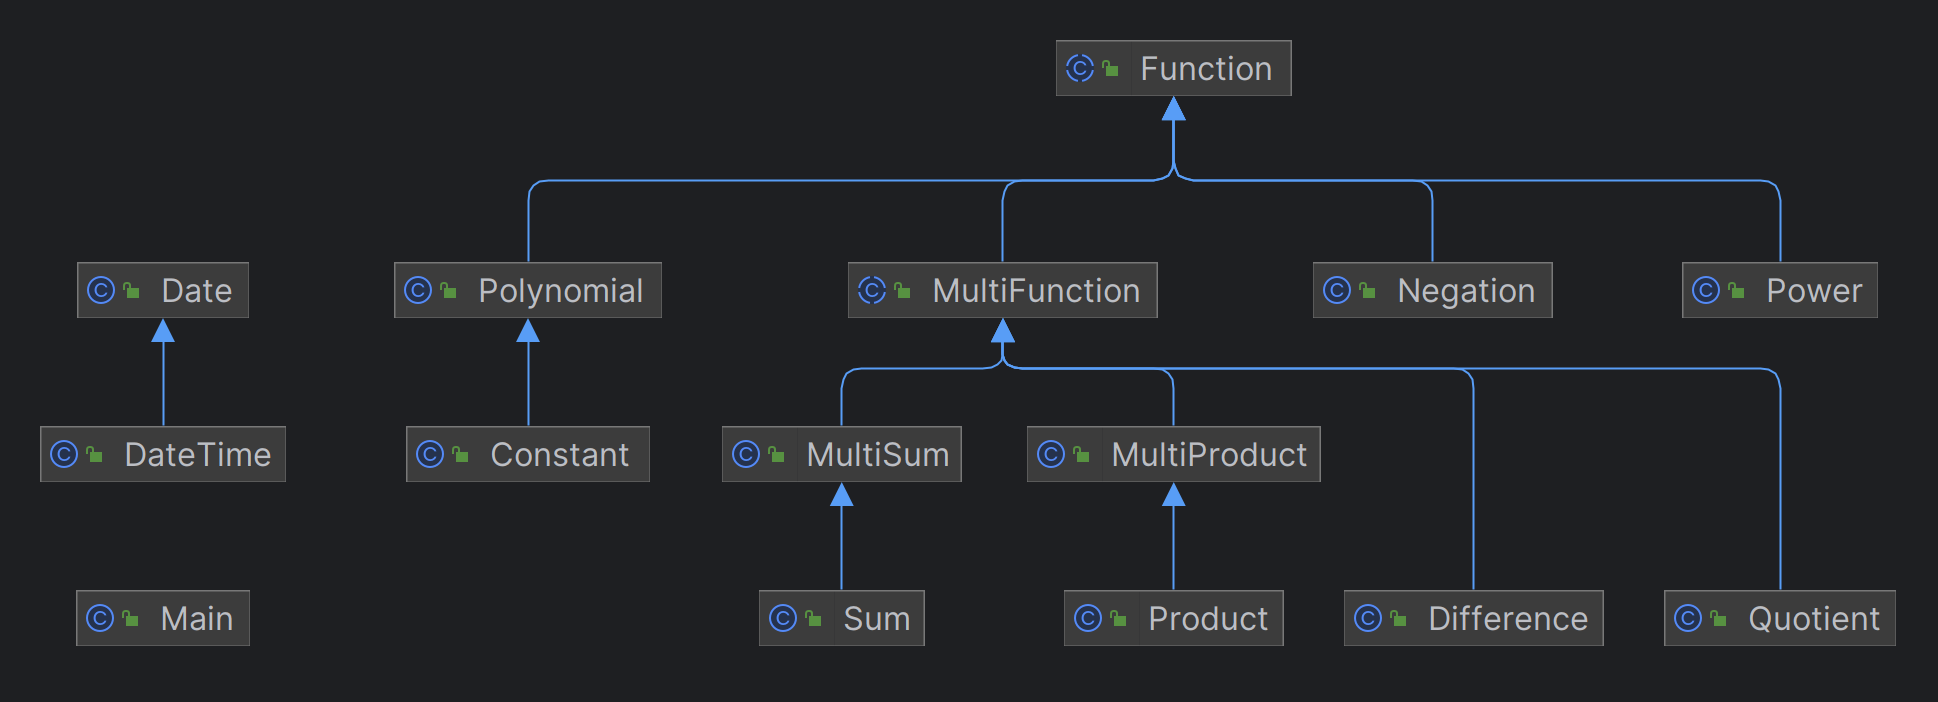 Function
Date
Polynomial
MultiFunction
Negation
Power
DateTime
Constant
MultiSum
MultiProduct
Main
Sum
Product
Difference
Quotient